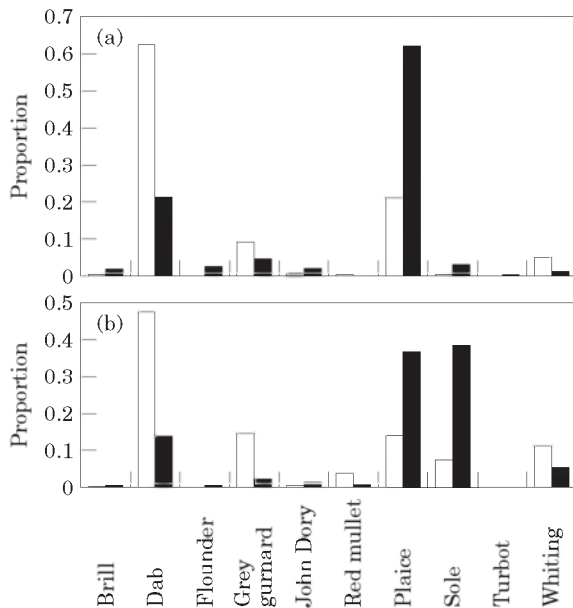 0.7
(a)
0.6
0.5
0.4
0.3
0.2
0.1
0
Proportion
0.5
(b)
0.4
0.3
0.2
0.1
0
Proportion
Brill
Dab
Flounder
Grey
gurnard
John Dory
Red mullet
Plaice
Sole
Turbot
Whiting